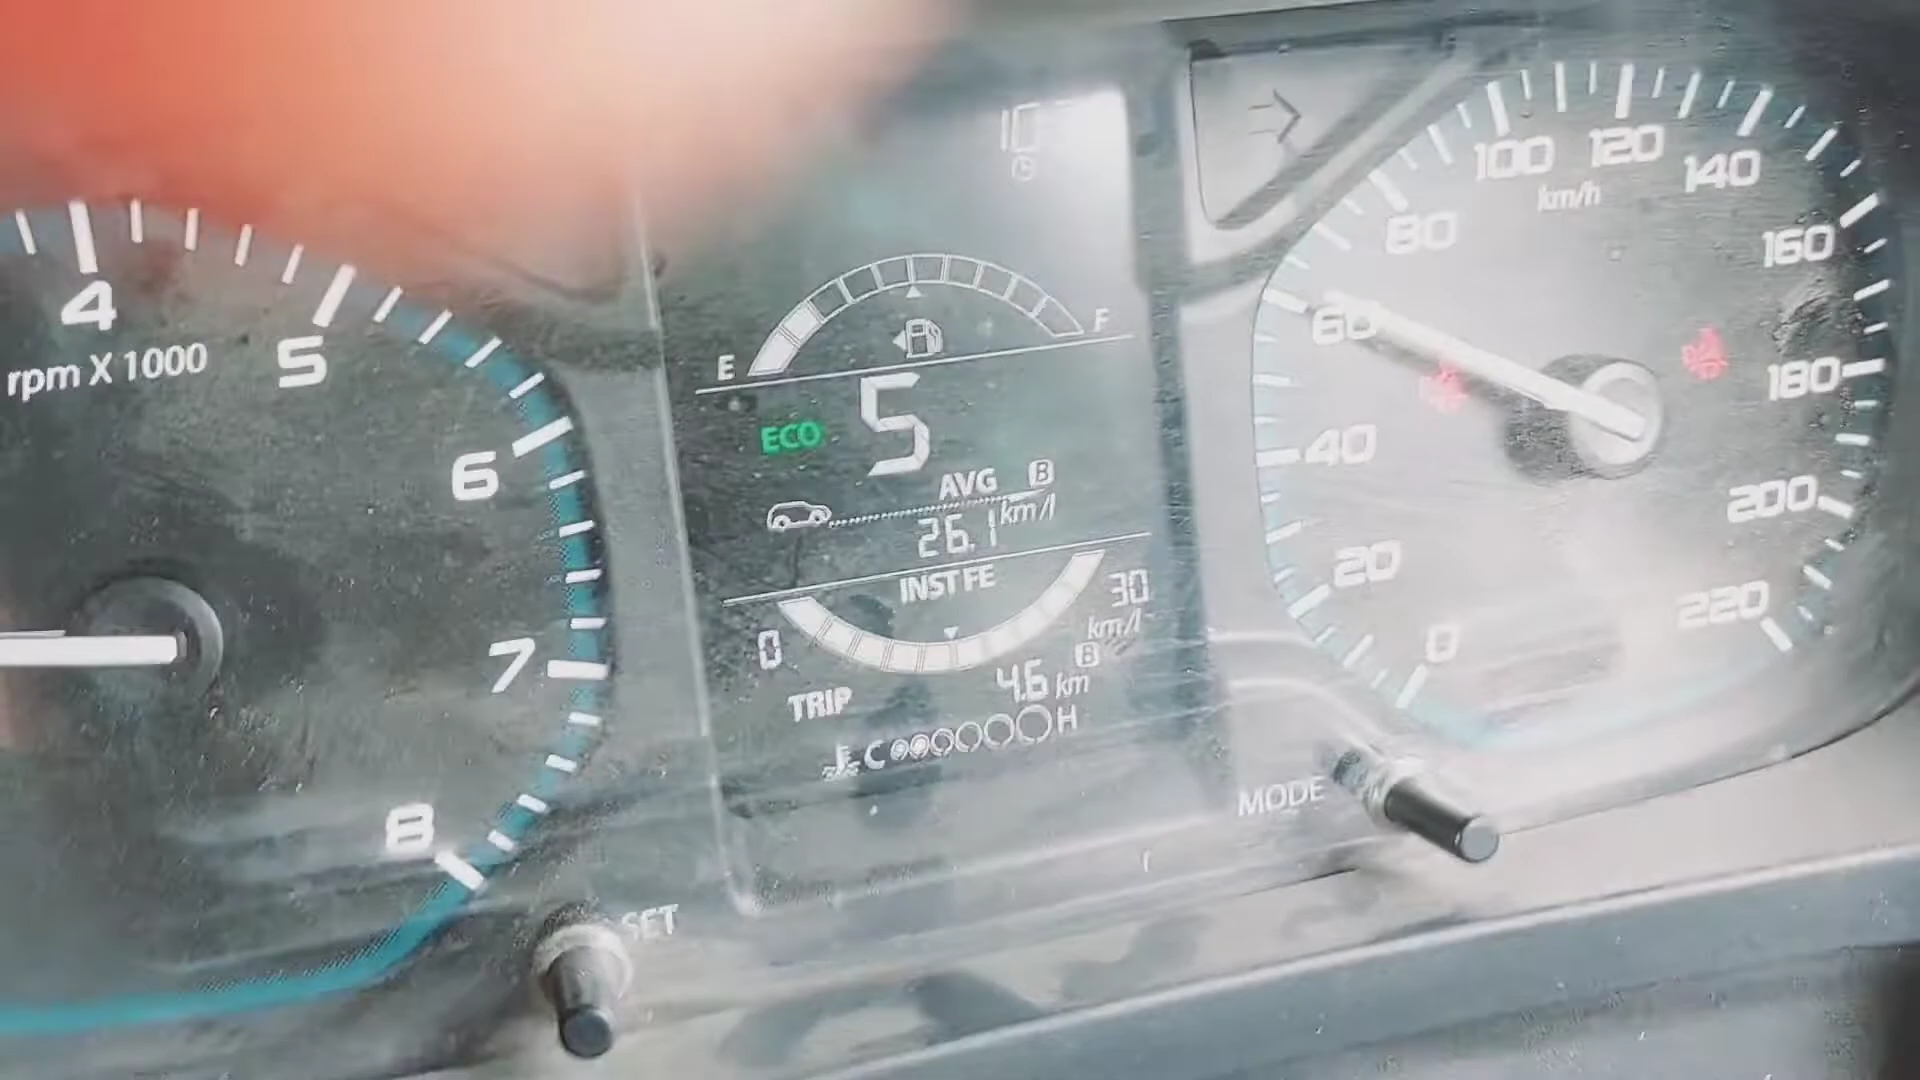 4
5
6
7
8
rpm X 1000
E
F
ECO
5
AVG B
26.1 km/l
INST FE
0
30
km/l
TRIP
B
4.6 km
C
H
SET
MODE
0
20
40
60
80
100
120
140
160
180
200
220
km/h